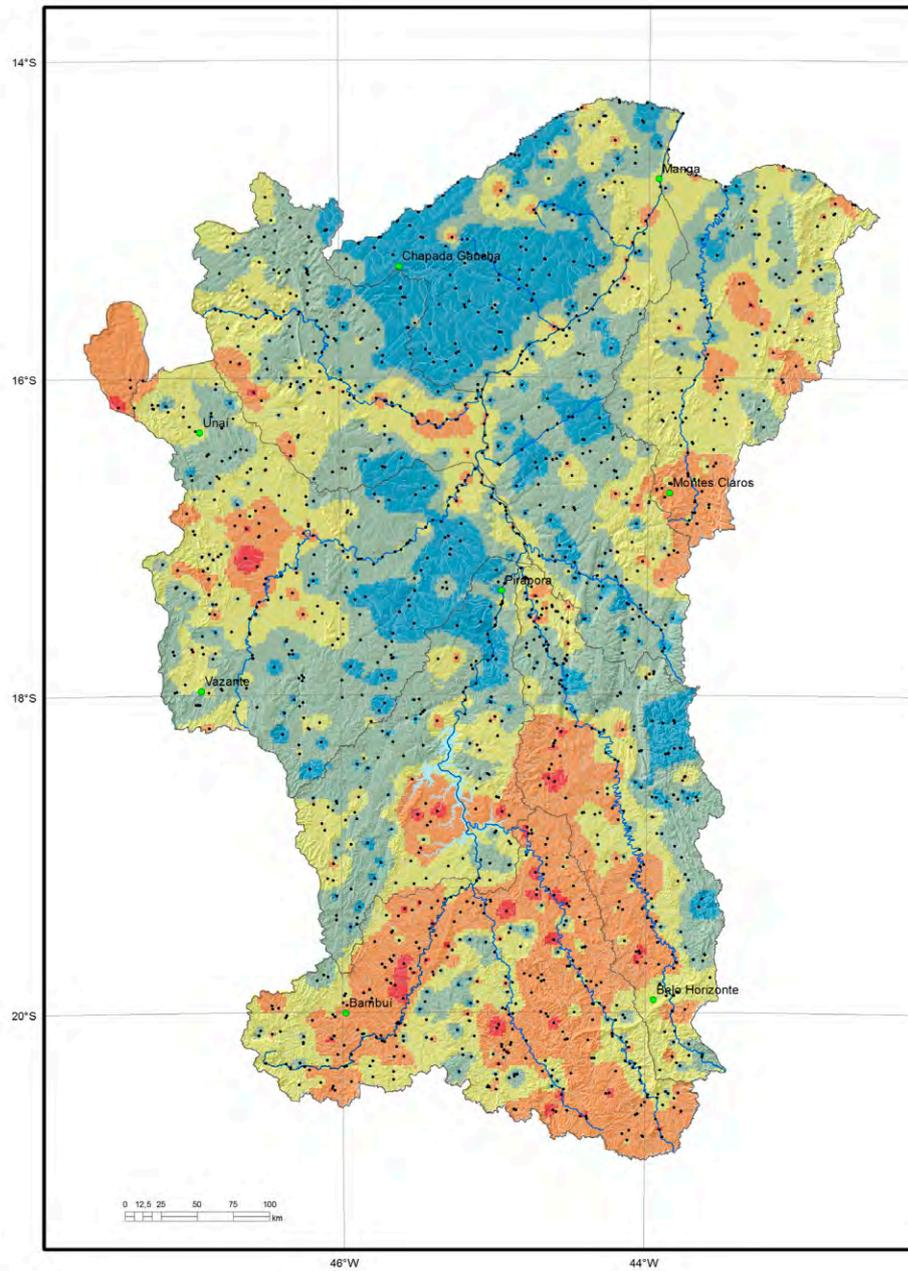 14°S
Manga
Chapada Gaúcha
16°S
Unaí
Montes Claros
Pirapora
Vazante
18°S
Belo Horizonte
Bambuí
20°S
0 12,5 25 50 75 100
km
46°W 44°W